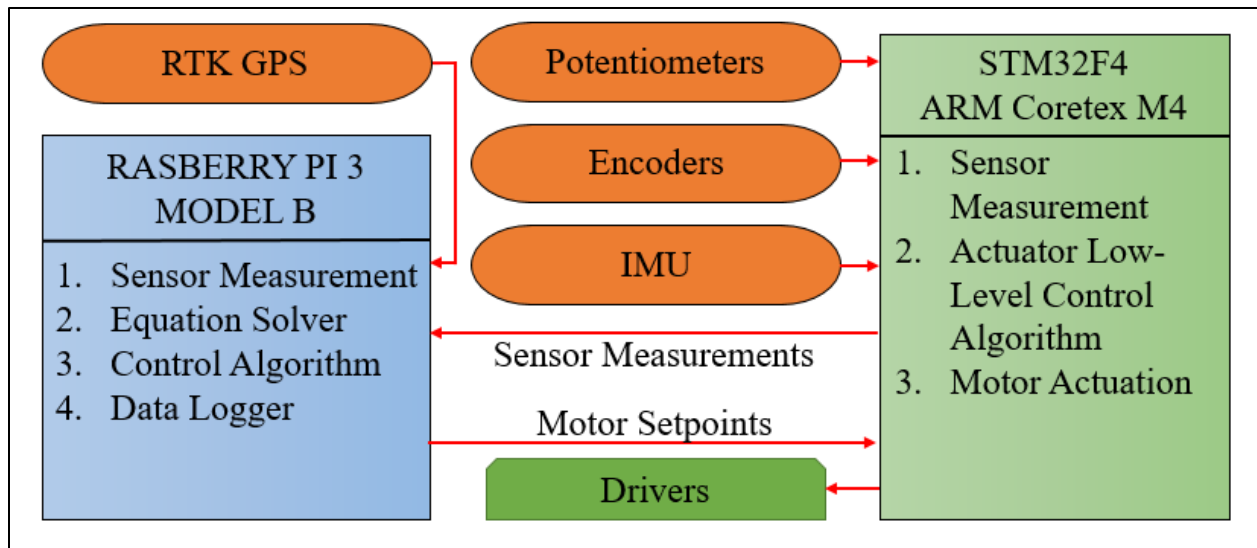 RTK GPS
RASBERRY PI 3
MODEL B
1. Sensor Measurement
2. Equation Solver
3. Control Algorithm
4. Data Logger
Potentiometers
Encoders
IMU
Sensor Measurements
Motor Setpoints
Drivers
STM32F4
ARM Coretex M4
1. Sensor
Measurement
2. Actuator Low-
Level Control
Algorithm
3. Motor Actuation